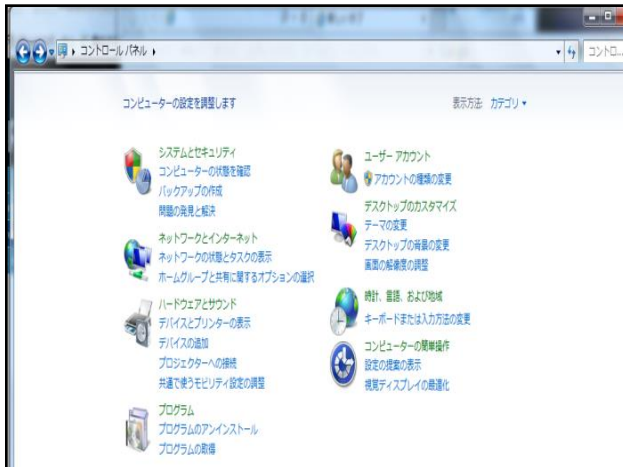 コントロール パネル
コントロ...
コンピューターの設定を調整します
表示方法: カテゴリ
システムとセキュリティ
コンピューターの状態を確認
バックアップの作成
問題の発見と解決
ネットワークとインターネット
ネットワークの状態とタスクの表示
ホームグループと共有に関するオプションの選択
ハードウェアとサウンド
デバイスとプリンターの表示
デバイスの追加
プロジェクターへの接続
共通で使うモビリティ設定の調整
プログラム
プログラムのアンインストール
プログラムの取得
ユーザー アカウント
アカウントの種類の変更
デスクトップのカスタマイズ
テーマの変更
デスクトップの背景の変更
画面の解像度の調整
時計、言語、および地域
キーボードまたは入力方法の変更
コンピューターの簡単操作
設定の提案の表示
視覚ディスプレイの最適化